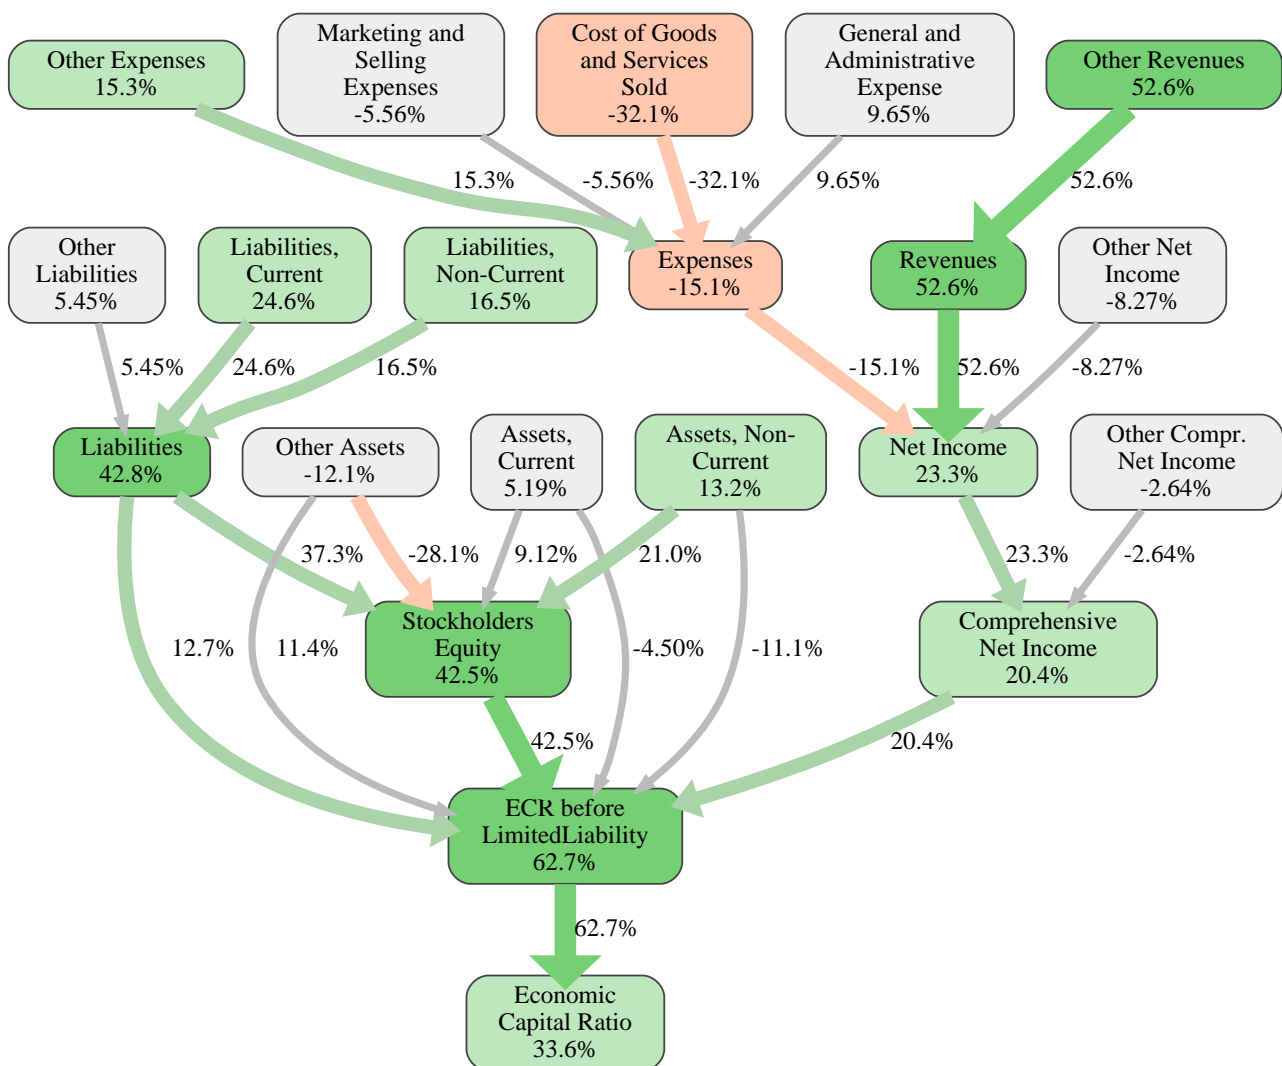 Other Expenses
15.3%
Marketing and
Selling
Expenses
-5.56%
Cost of Goods
and Services
Sold
-32.1%
General and
Administrative
Expense
9.65%
Other Revenues
52.6%
15.3%
-5.56%
-32.1%
9.65%
52.6%
Other
Liabilities
5.45%
Liabilities,
Current
24.6%
Liabilities,
Non-Current
16.5%
Expenses
-15.1%
Revenues
52.6%
Other Net
Income
-8.27%
5.45%
24.6%
16.5%
-15.1%
52.6%
-8.27%
Liabilities
42.8%
Other Assets
-12.1%
Assets,
Current
5.19%
Assets, Non-
Current
13.2%
Net Income
23.3%
Other Compr.
Net Income
-2.64%
37.3%
-28.1%
9.12%
21.0%
23.3%
-2.64%
Stockholders
Equity
42.5%
Comprehensive
Net Income
20.4%
12.7%
11.4%
-4.50%
-11.1%
42.5%
20.4%
ECR before
LimitedLiability
62.7%
62.7%
Economic
Capital Ratio
33.6%